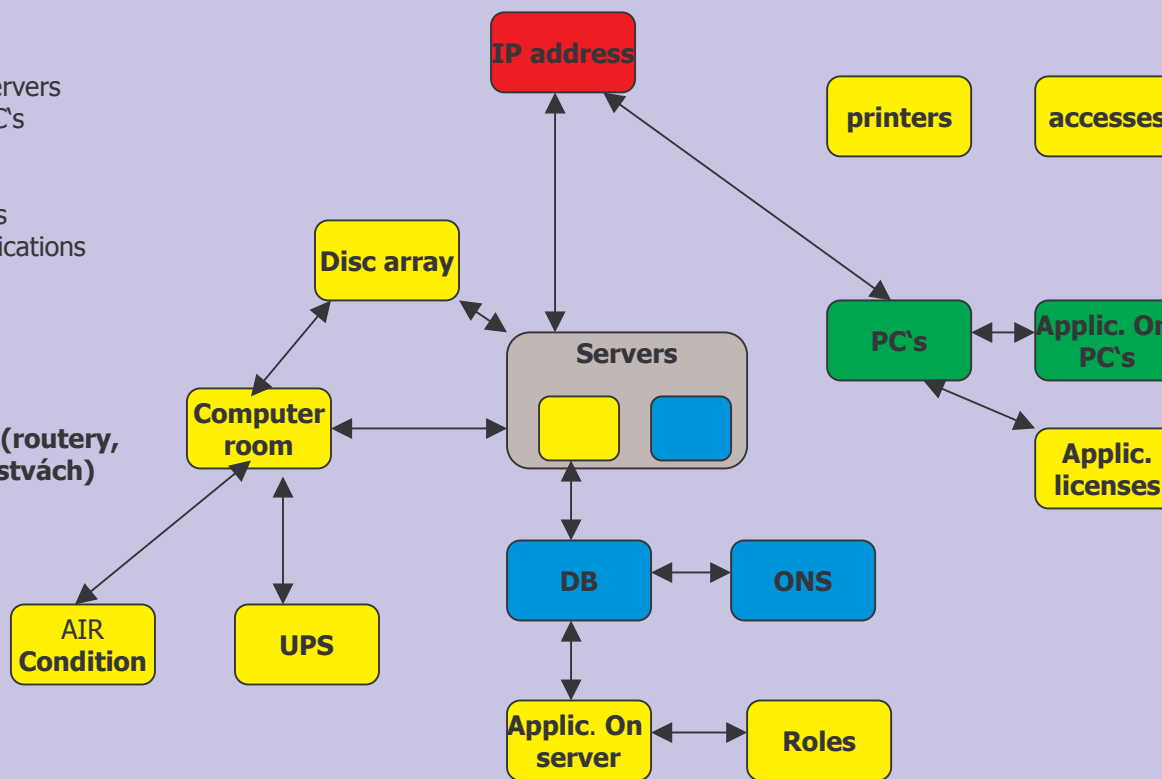 IP address
ervers
C's
printers
accesses
s
ications
Disc array
PC's
Applic. On
PC's
Servers
Computer
room
(routery,
stvách)
Applic.
licenses
DB
ONS
AIR
Condition
UPS
Applic. On
server
Roles